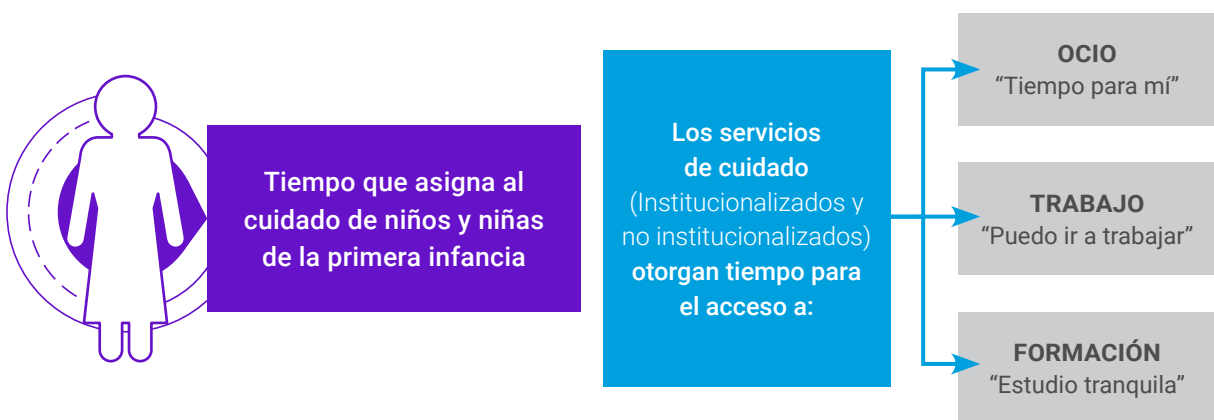 Tiempo que asigna al
cuidado de niños y niñas
de la primera infancia
Los servicios
de cuidado
(Institucionalizados y
no institucionalizados)
otorgan tiempo para
el acceso a:
OCIO
“Tiempo para mí”
TRABAJO
“Puedo ir a trabajar”
FORMACIÓN
“Estudio tranquila”